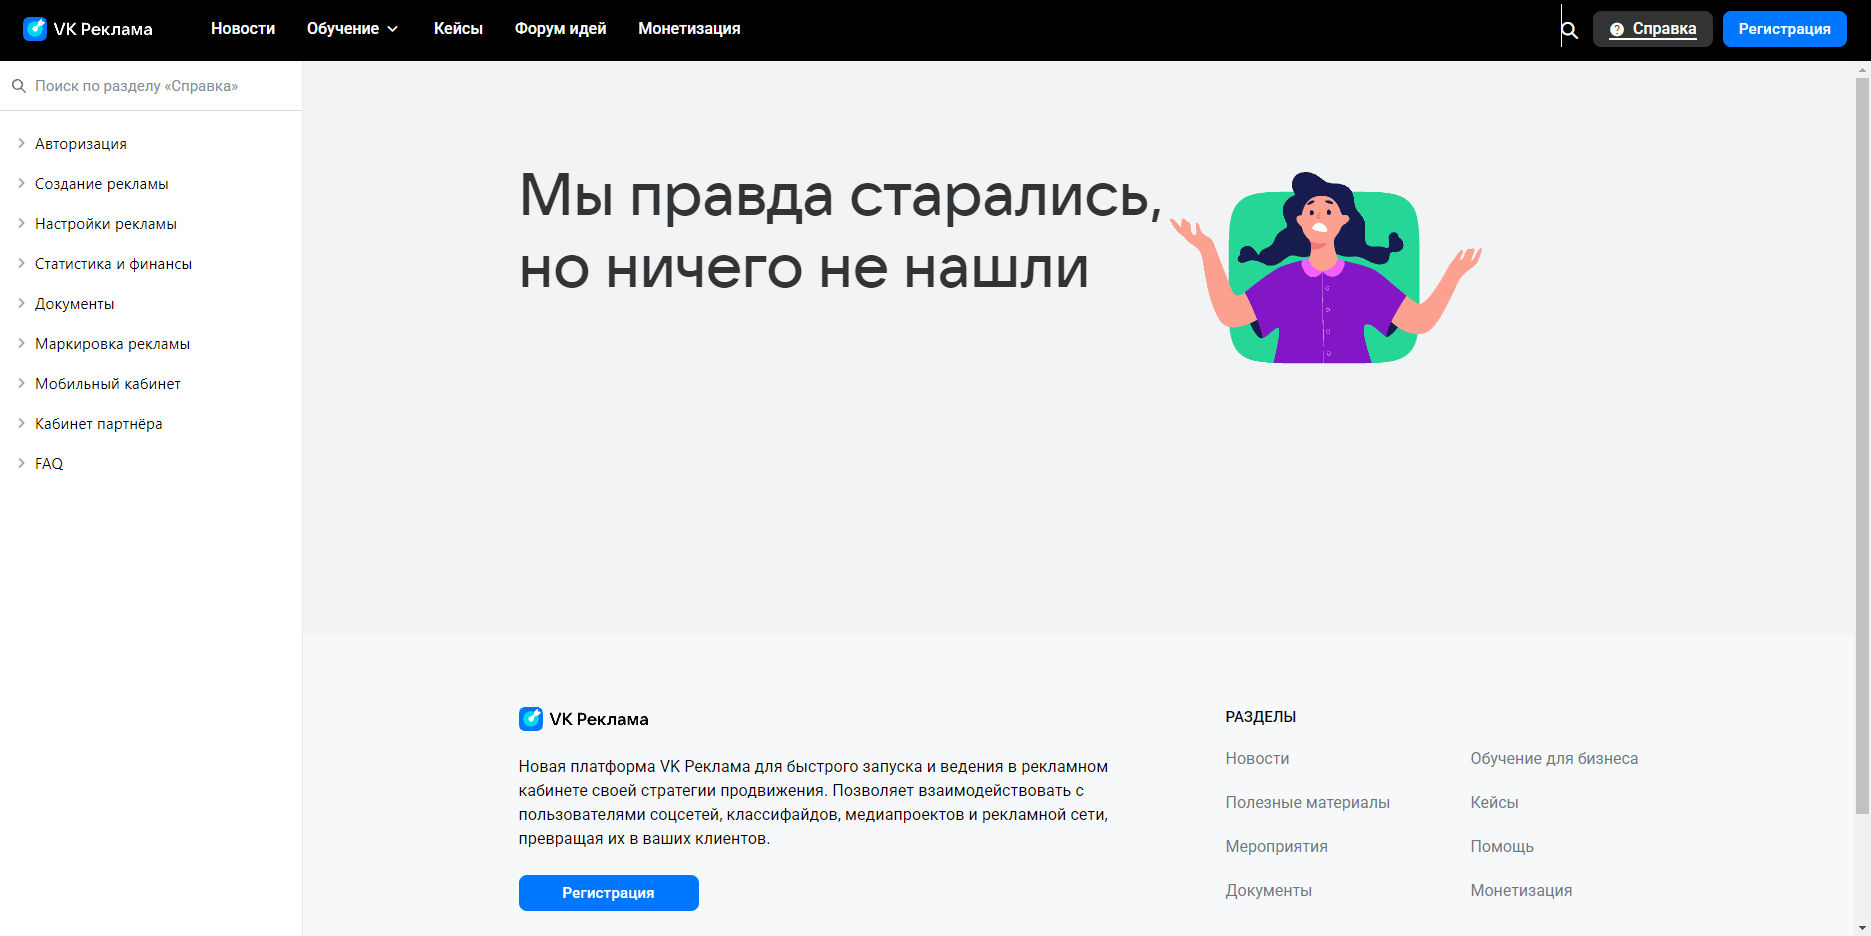 VK Реклама
Новости
Обучение
Кейсы
Форум идей
Монетизация
Справка
Регистрация
Поиск по разделу «Справка»
Авторизация
Создание рекламы
Настройки рекламы
Статистика и финансы
Документы
Маркировка рекламы
Мобильный кабинет
Кабинет партнёра
FAQ
Мы правда старались,
но ничего не нашли
VK Реклама
Новая платформа VK Реклама для быстрого запуска и ведения в рекламном
кабинете своей стратегии продвижения. Позволяет взаимодействовать с
пользователями соцсетей, классифайдов, медиапроектов и рекламной сети,
превращая их в ваших клиентов.
Регистрация
РАЗДЕЛЫ
Новости
Обучение для бизнеса
Полезные материалы
Кейсы
Мероприятия
Помощь
Документы
Монетизация